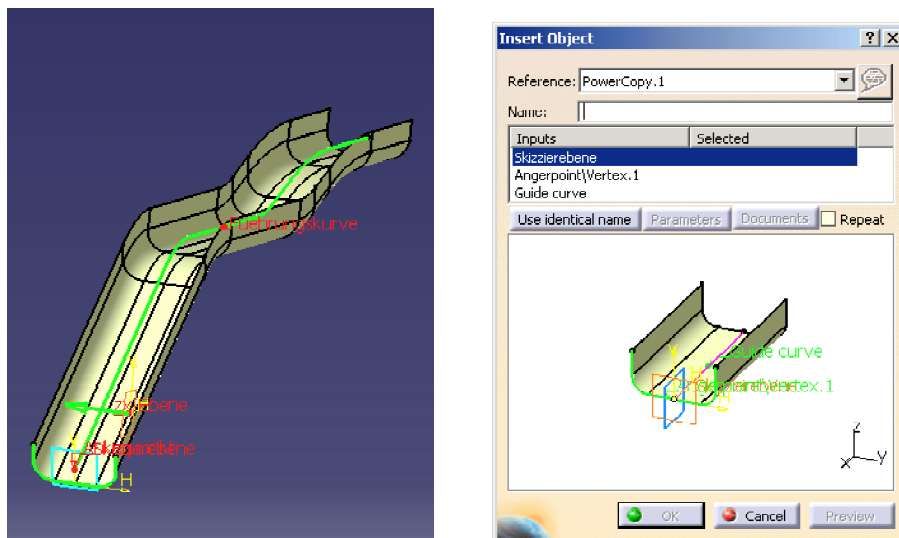 Fuehrungskurve
zxebene
H
Insert Object
Reference: PowerCopy.1
Name:
Inputs Selected
Skizzierebene
Angerpoint\Vertex.1
Guide curve
Use identical name Parameters Documents Repeat
Y
Guide curve
H
Z
X
Y
OK Cancel Preview